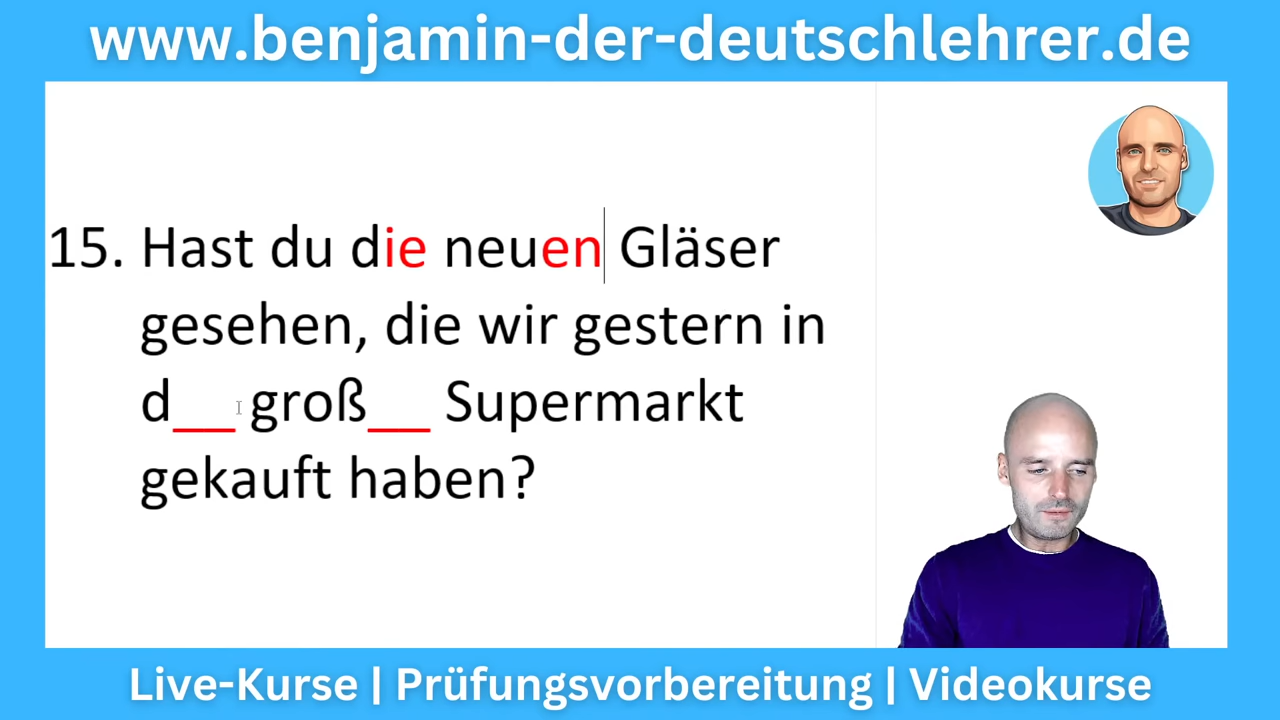 www.benjamin-der-deutschlehrer.de
15. Hast du die neuen Gläser
gesehen, die wir gestern in
d__ groß__ Supermarkt
gekauft haben?
Live-Kurse | Prüfungsvorbereitung | Videokurse